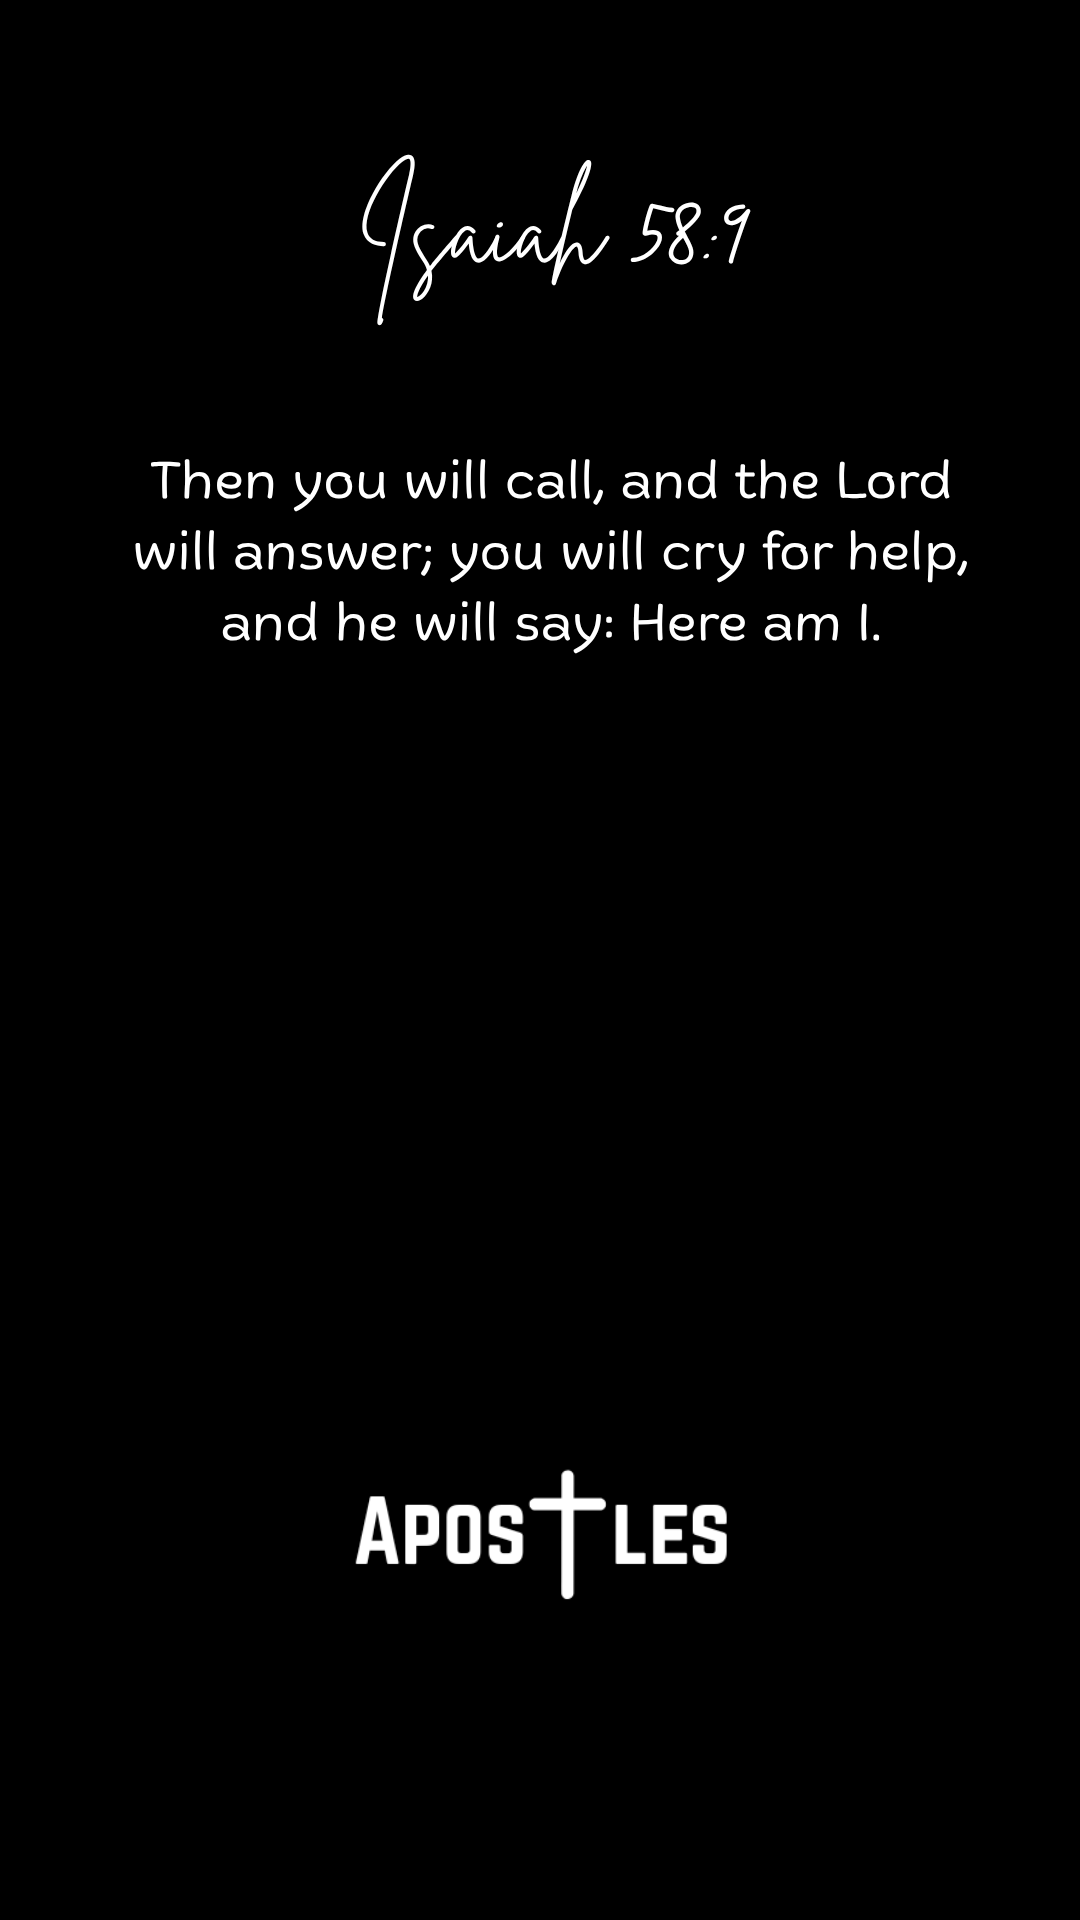 Isaiah 58:9
Then you will call, and the Lord
will answer; you will cry for help,
and he will say: Here am I.
APOSTLES